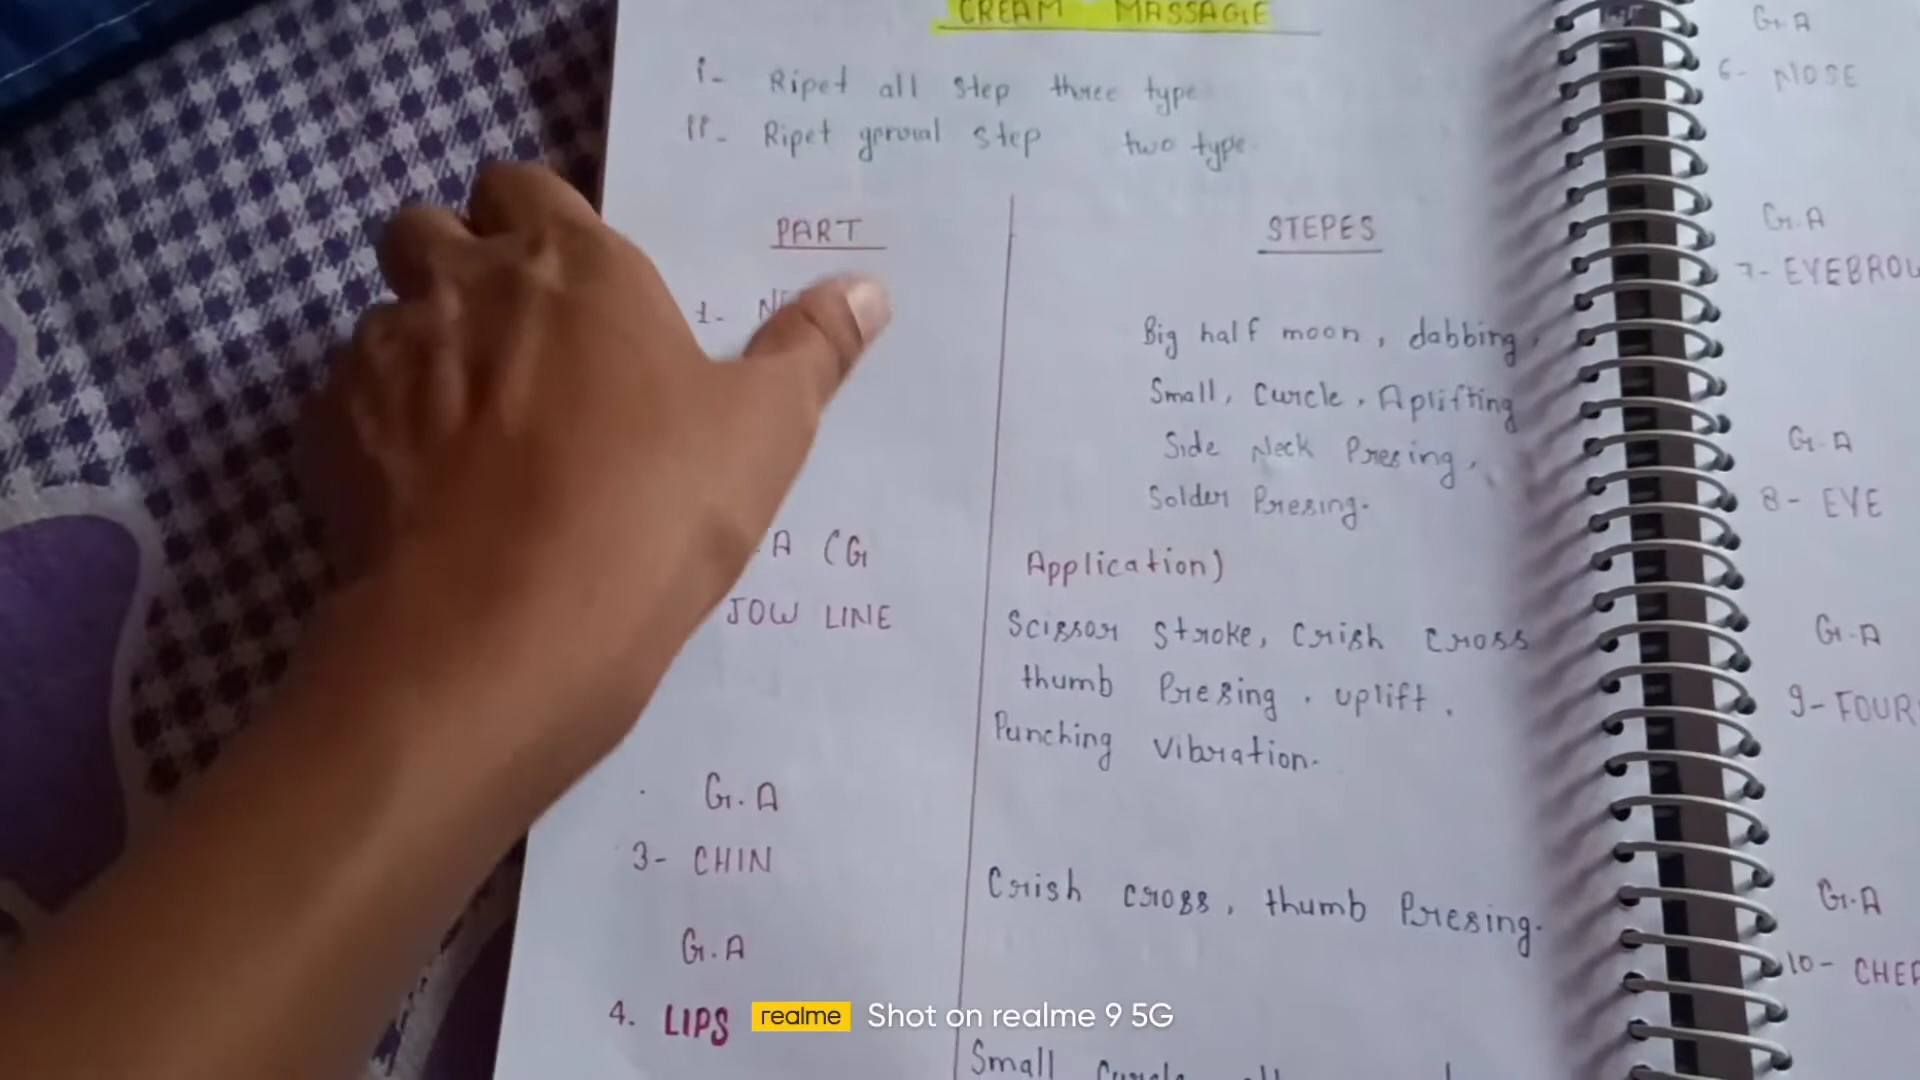 CREAM MASSAGE
i- Ripet all step three type
II- Ripet genral step two type.
PART STEPES
1-
Big half moon, dabbing,
Small, Curcle, Aplifting
Side Neck Presing,
Solder Presing.
A (G Application)
JOW LINE Scissor Stroke, Crish Cross
thumb Presing. uplift.
Punching Vibration.
G.A
3- CHIN
Crish cross, thumb Presing.
G.A
4. LIPS
Small
G.A
6- NOSE
G.A
7- EYEBROW
G.A
8- EYE
G.A
9- FOUR
G.A
10- CHE
realme Shot on realme 9 5G